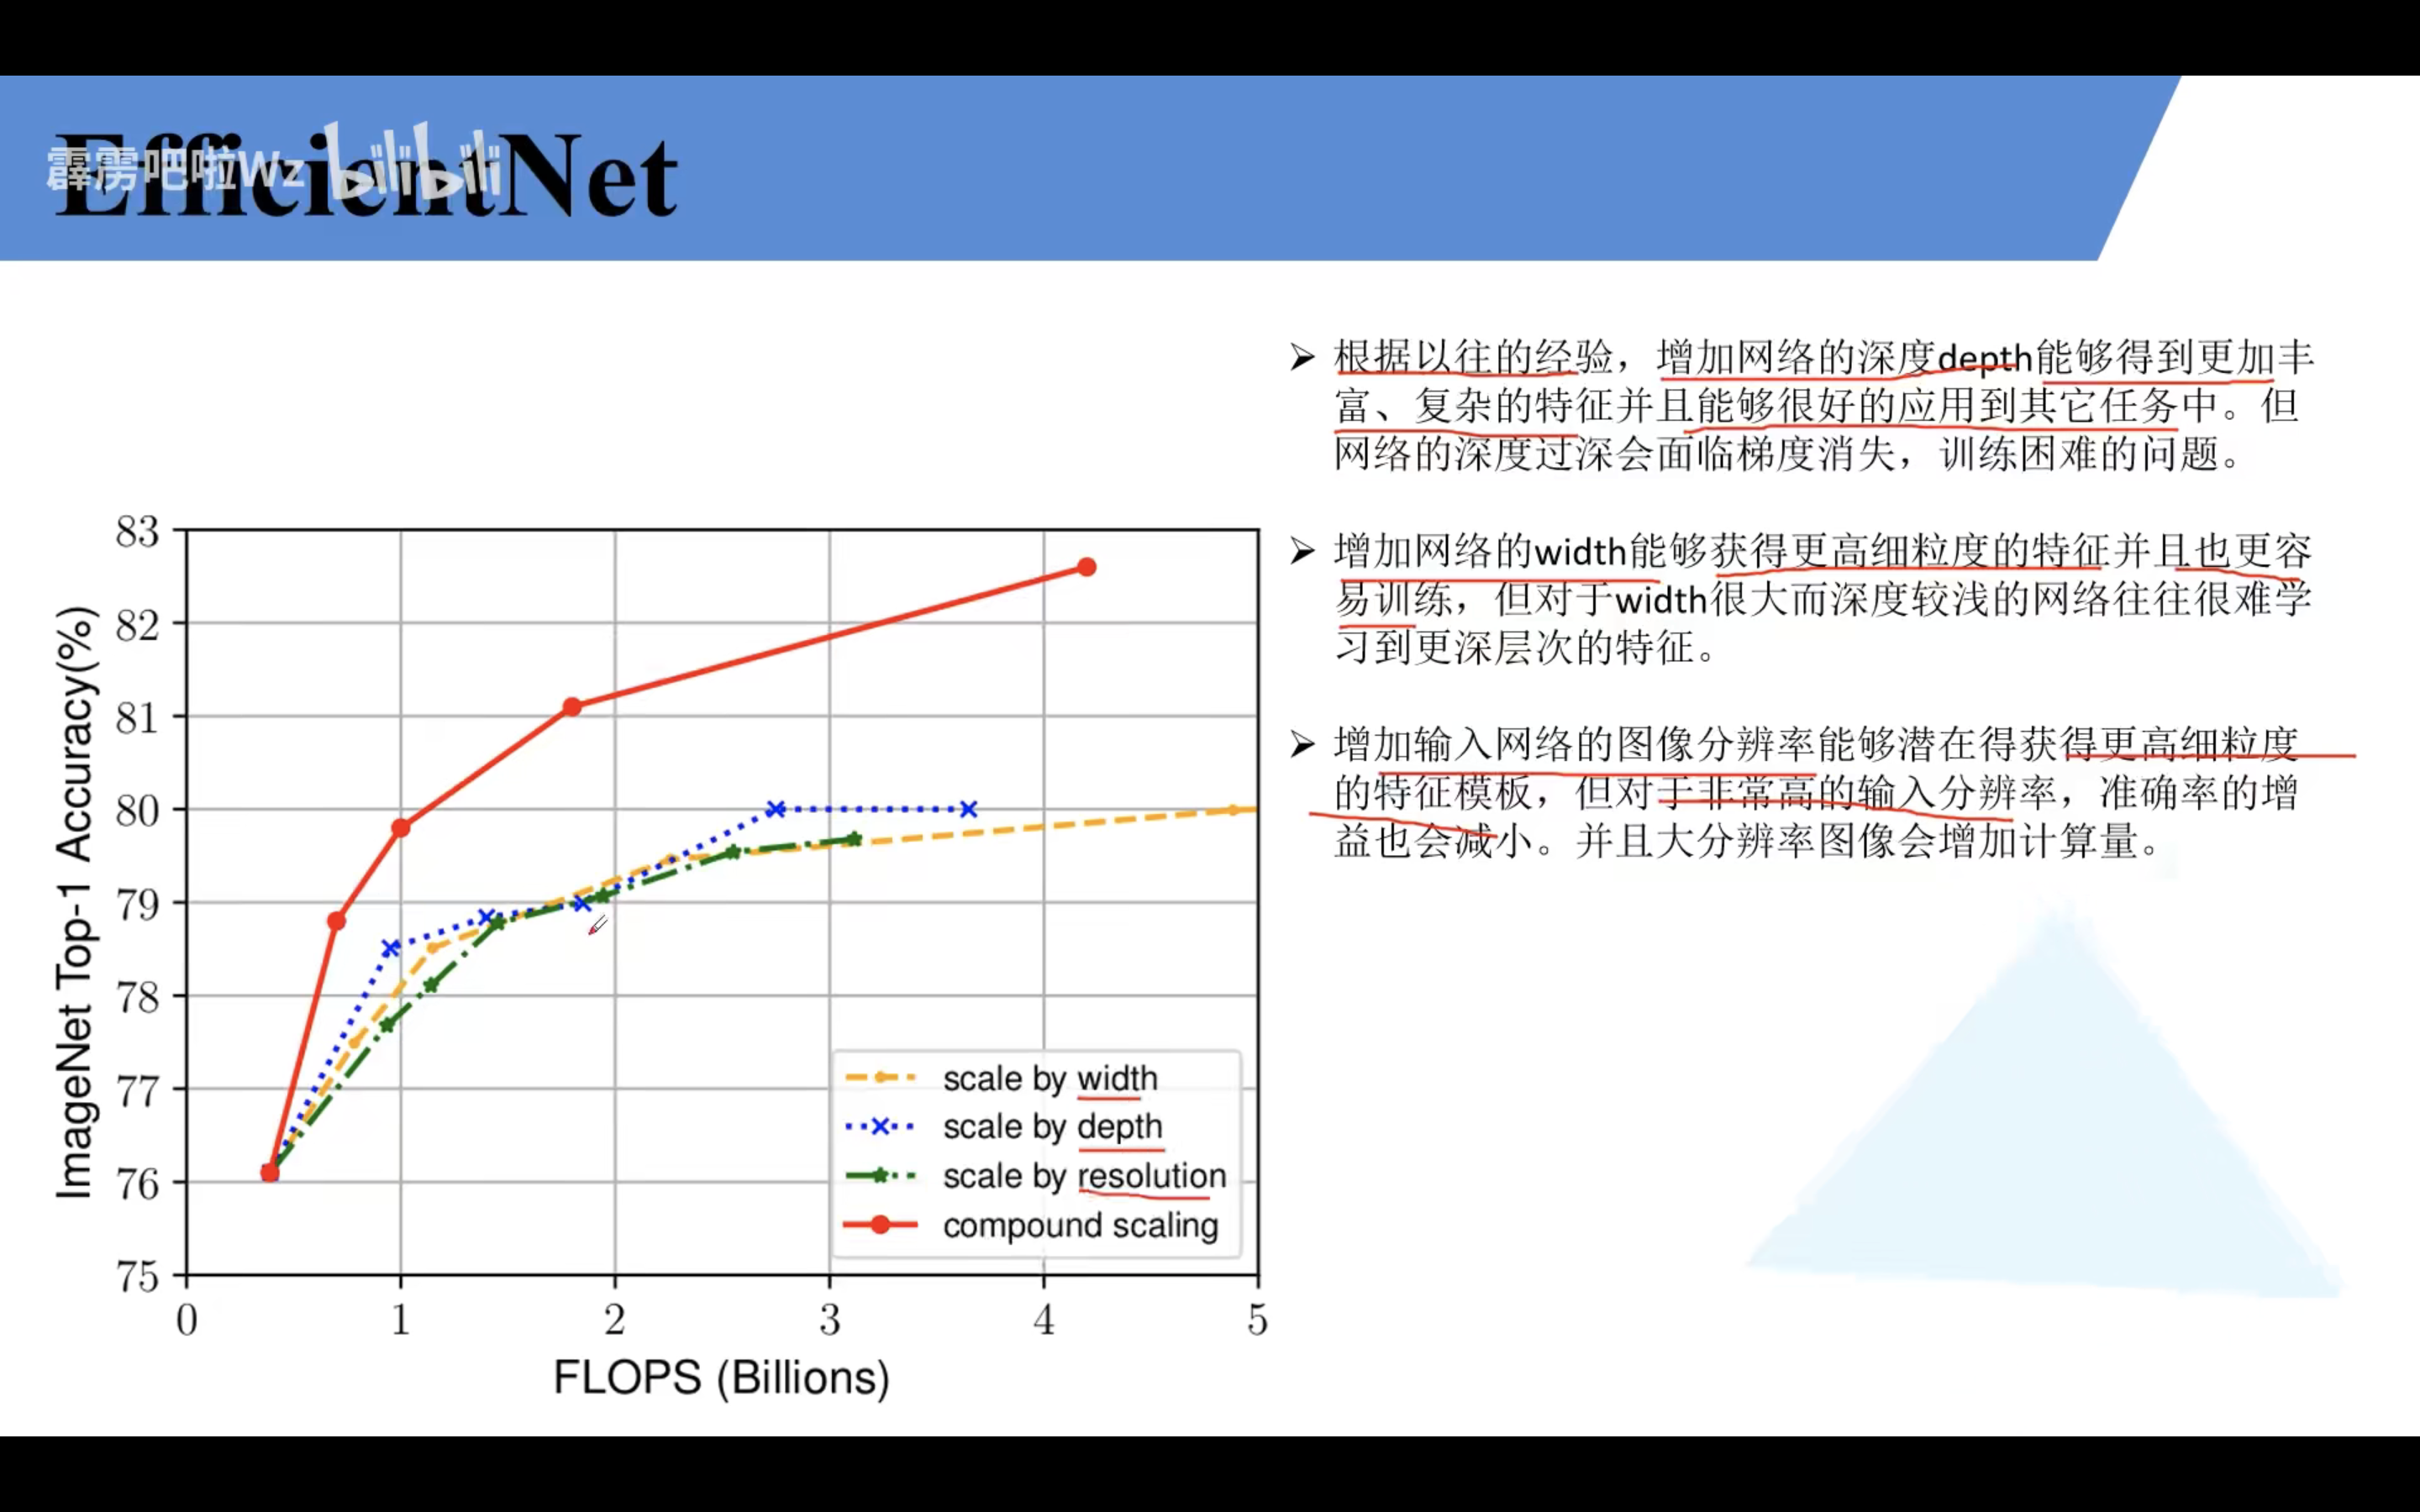 EfficientNet
霹雳吧啦Wz bilibili
根据以往的经验，增加网络的深度depth能够得到更加丰
富、复杂的特征并且能够很好的应用到其它任务中。但
网络的深度过深会面临梯度消失，训练困难的问题。
增加网络的width能够获得更高细粒度的特征并且也更容
易训练，但对于width很大而深度较浅的网络往往很难学
习到更深层次的特征。
增加输入网络的图像分辨率能够潜在得获得更高细粒度
的特征模板，但对于非常高的输入分辨率，准确率的增
益也会减小。并且大分辨率图像会增加计算量。
ImageNet Top-1 Accuracy(%)
83
82
81
80
79
78
77
76
75
scale by width
scale by depth
scale by resolution
compound scaling
0 1 2 3 4 5
FLOPS (Billions)